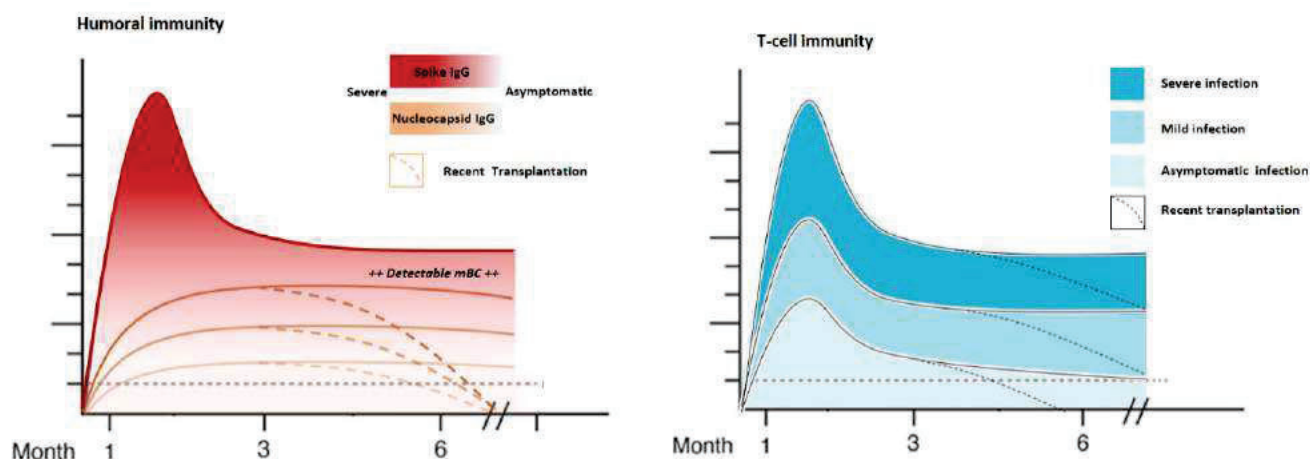 Humoral immunity
Spike IgG
Severe Asymptomatic
Nucleocapsid IgG
Recent Transplantation
++ Detectable mBC ++
Month 1 3 6
T-cell immunity
Severe infection
Mild infection
Asymptomatic infection
Recent transplantation
Month 1 3 6